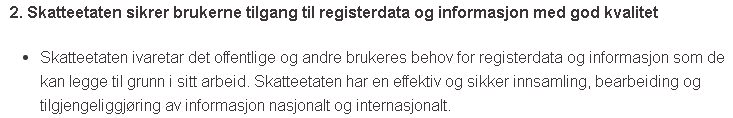 2. Skatteetaten sikrer brukerne tilgang til registerdata og informasjon med god kvalitet
• Skatteetaten ivaretar det offentlige og andre brukeres behov for registerdata og informasjon som de
kan legge til grunn i sitt arbeid. Skatteetaten har en effektiv og sikker innsamling, bearbeiding og
tilgjengeliggjøring av informasjon nasjonalt og internasjonalt.